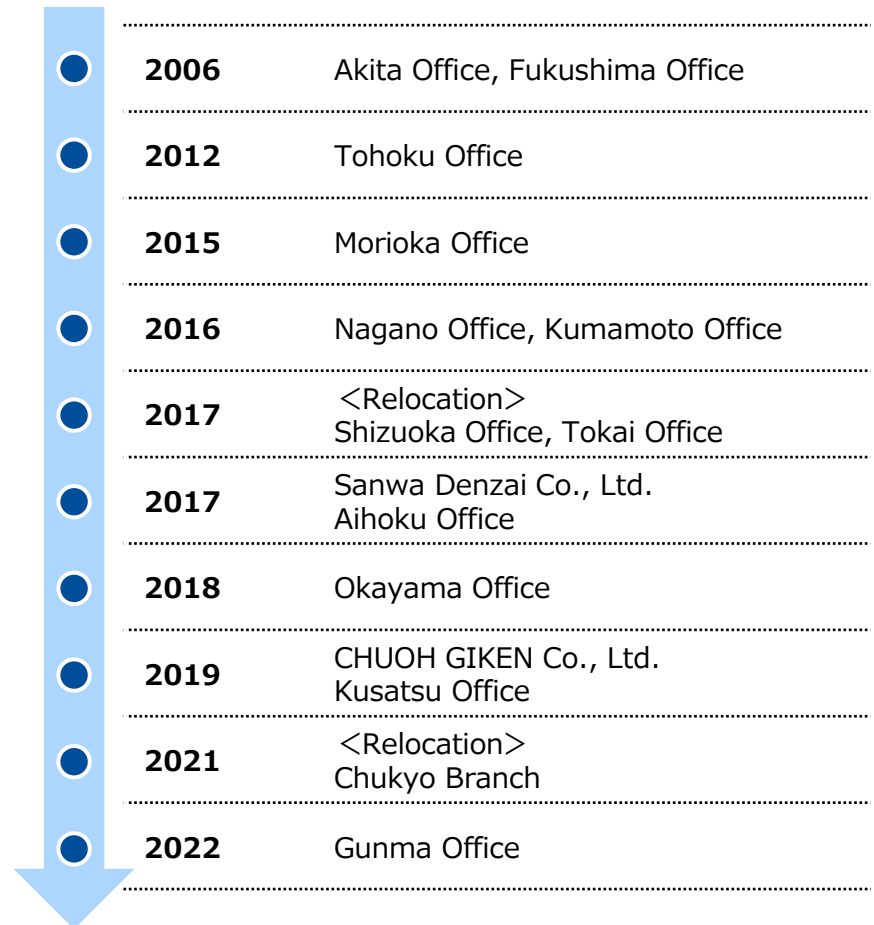 2006 Akita Office, Fukushima Office
2012 Tohoku Office
2015 Morioka Office
2016 Nagano Office, Kumamoto Office
2017 <Relocation>
Shizuoka Office, Tokai Office
2017 Sanwa Denzai Co., Ltd.
Aihoku Office
2018 Okayama Office
2019 CHUOH GIKEN Co., Ltd.
Kusatsu Office
2021 <Relocation>
Chukyo Branch
2022 Gunma Office